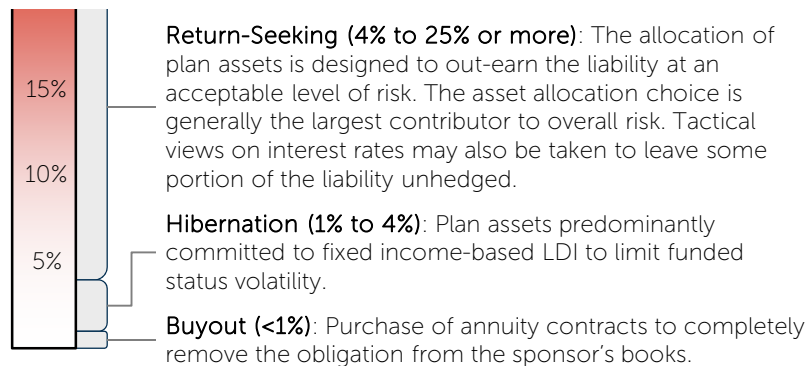 15%
10%
5%
Return-Seeking (4% to 25% or more): The allocation of
plan assets is designed to out-earn the liability at an
acceptable level of risk. The asset allocation choice is
generally the largest contributor to overall risk. Tactical
views on interest rates may also be taken to leave some
portion of the liability unhedged.
Hibernation (1% to 4%): Plan assets predominantly
committed to fixed income-based LDI to limit funded
status volatility.
Buyout (<1%): Purchase of annuity contracts to completely
remove the obligation from the sponsor’s books.